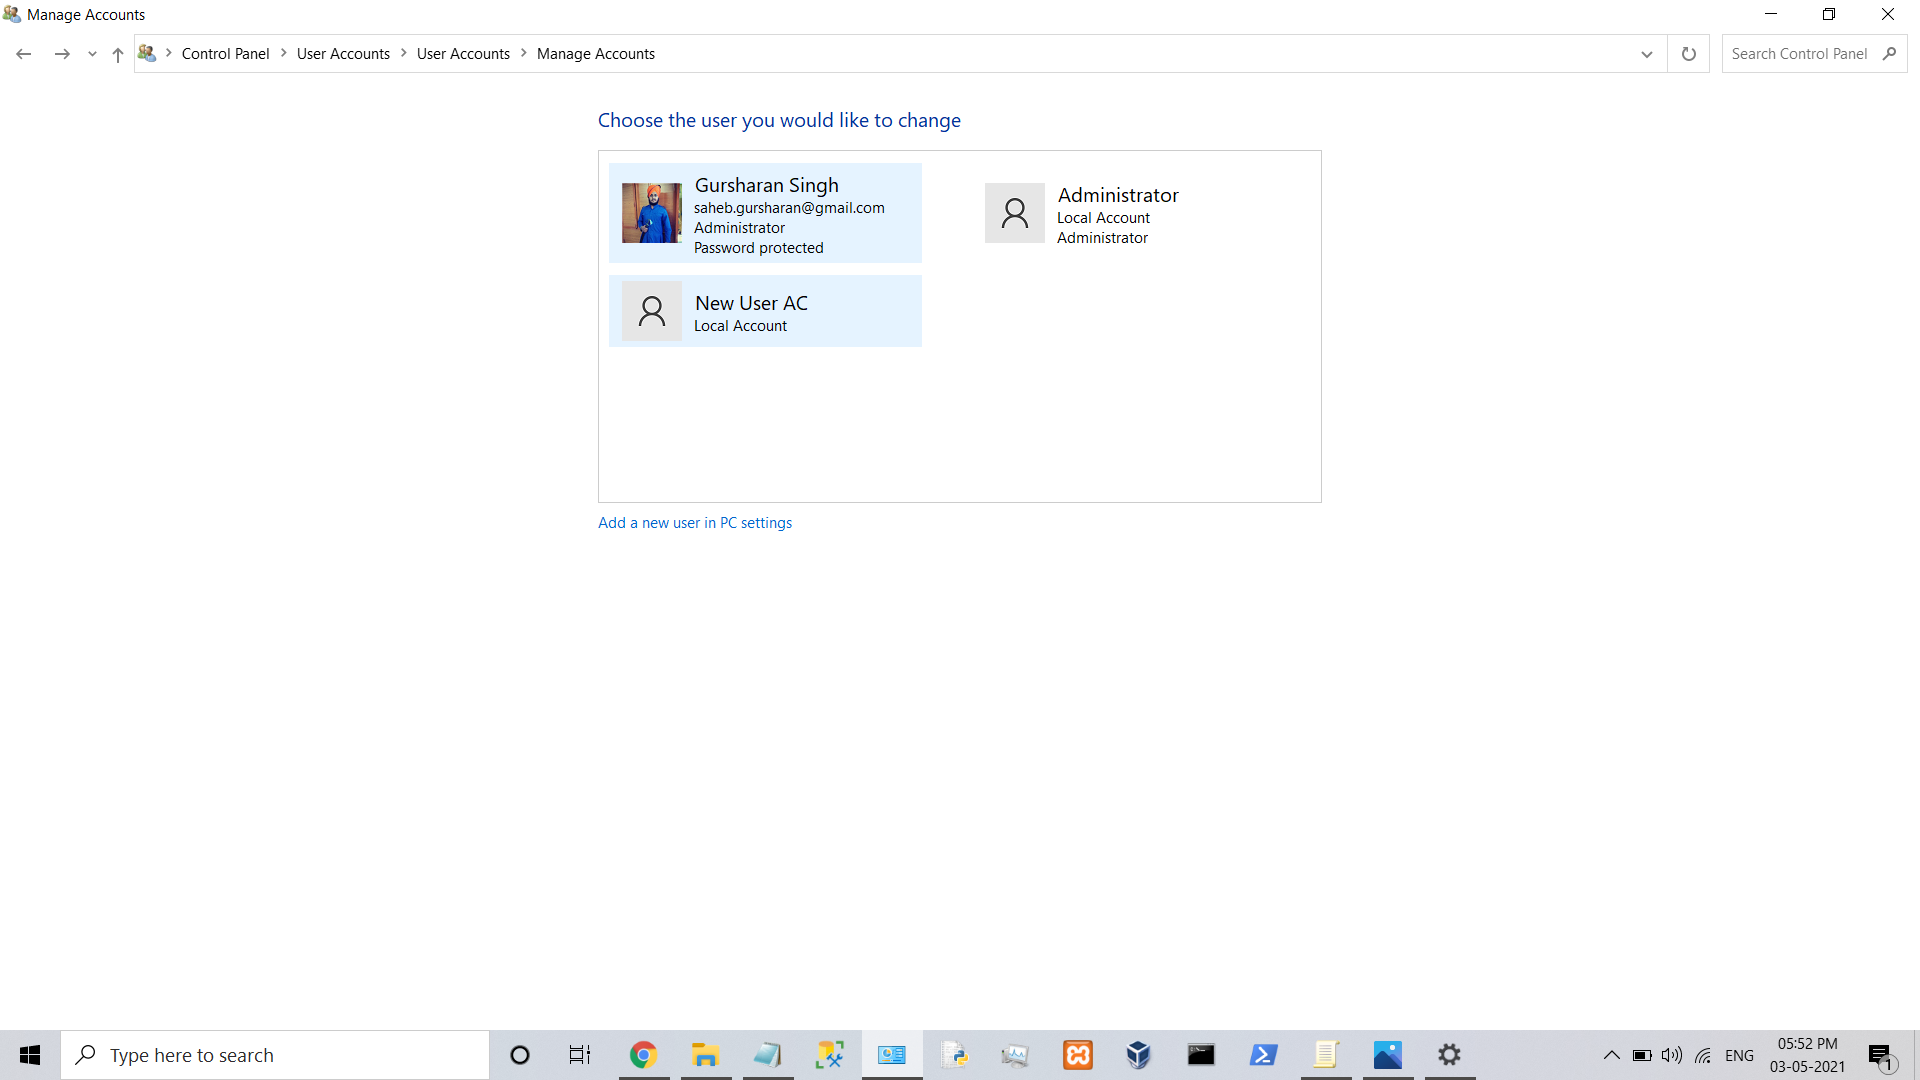 Manage Accounts
Control Panel > User Accounts > User Accounts > Manage Accounts
Search Control Panel
Choose the user you would like to change
Gursharan Singh
saheb.gursharan@gmail.com
Administrator
Password protected
Administrator
Local Account
Administrator
New User AC
Local Account
Add a new user in PC settings
Type here to search
ENG
05:52 PM
03-05-2021
1